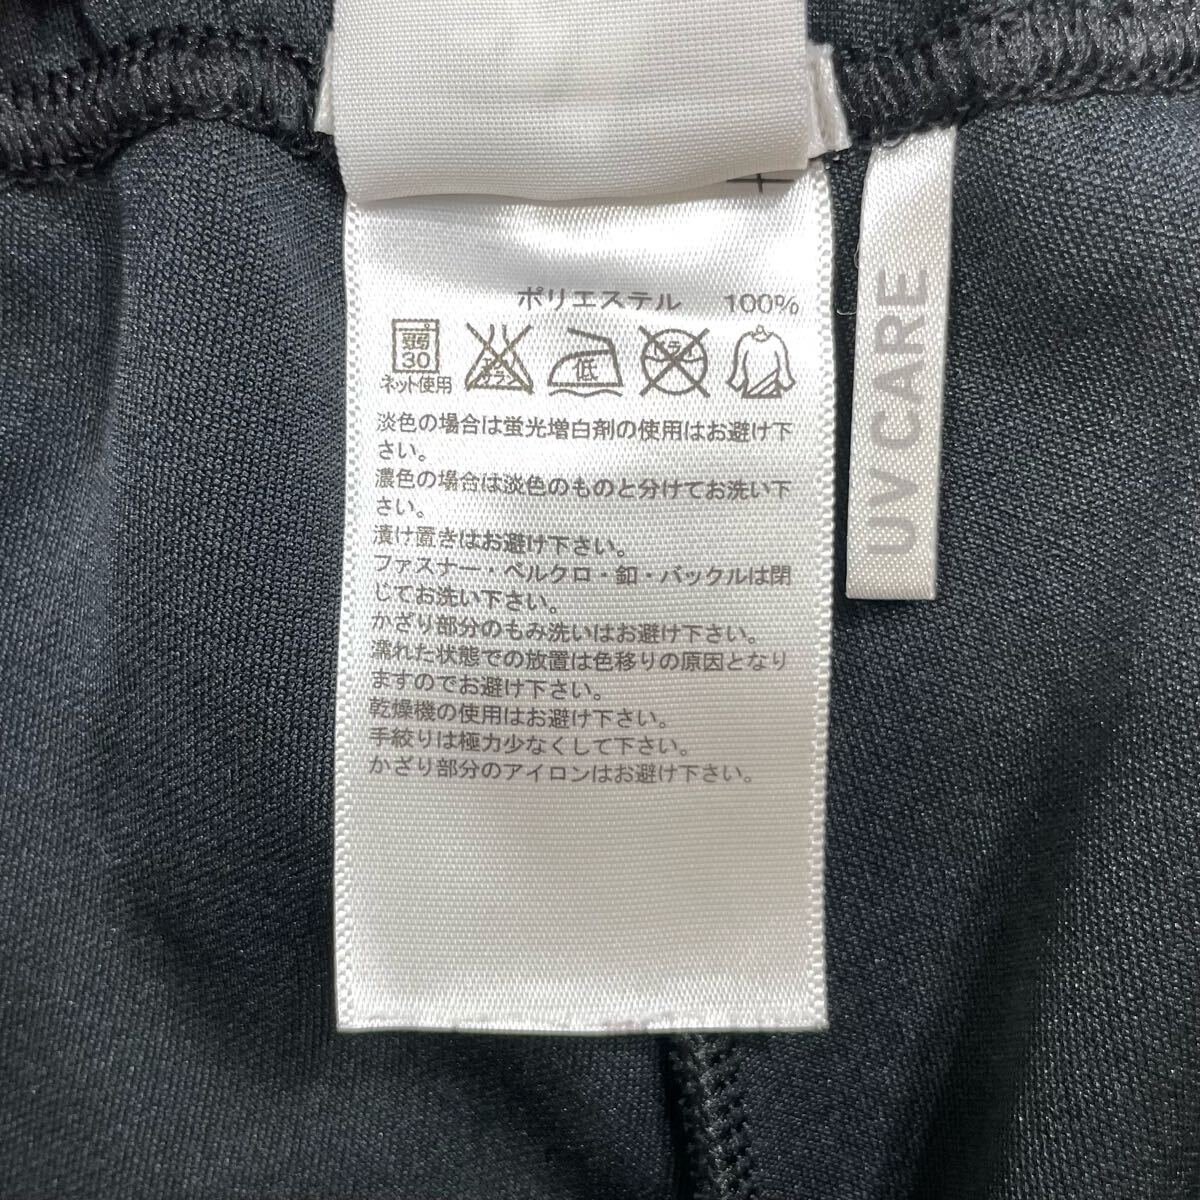 ポリエステル 100%
弱 30 エンソ サラシ 低 ドライ
ネット使用
淡色の場合は蛍光増白剤の使用はお避け下
さい。
濃色の場合は淡色のものと分けてお洗い下
さい。
漬け置きはお避け下さい。
ファスナー・ベルクロ・釦・バックルは閉
じてお洗い下さい。
かざり部分のもみ洗いはお避け下さい。
濡れた状態での放置は色移りの原因となり
ますのでお避け下さい。
乾燥機の使用はお避け下さい。
手絞りは極力少なくして下さい。
かざり部分のアイロンはお避け下さい。
UV CARE